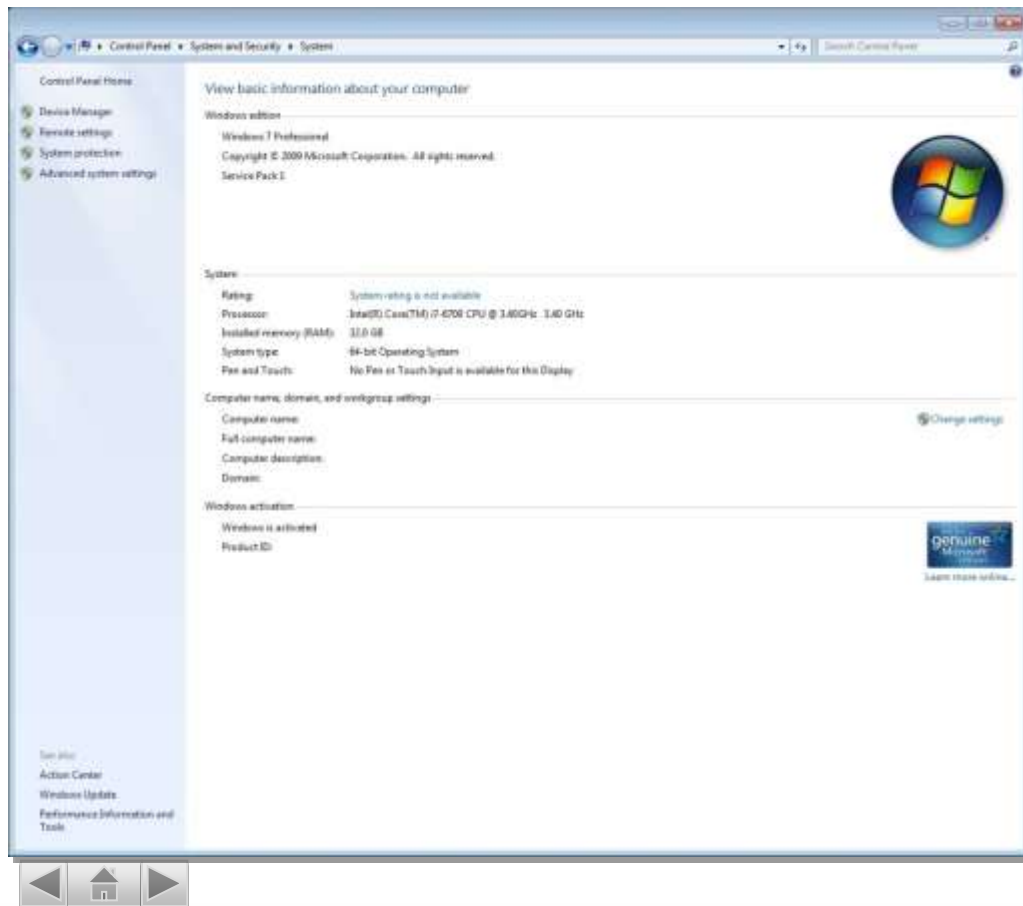 Control Panel ▸ System and Security ▸ System
Search Control Panel
Control Panel Home
Device Manager
Remote settings
System protection
Advanced system settings
View basic information about your computer
Windows edition
Windows 7 Professional
Copyright © 2009 Microsoft Corporation. All rights reserved.
Service Pack 1
System
Rating: System rating is not available
Processor: Intel(R) Core(TM) i7-6700 CPU @ 3.40GHz 3.40 GHz
Installed memory (RAM): 32.0 GB
System type: 64-bit Operating System
Pen and Touch: No Pen or Touch Input is available for this Display
Computer name, domain, and workgroup settings
Computer name:
Change settings
Full computer name:
Computer description:
Domain:
Windows activation
Windows is activated
Product ID:
genuine
Microsoft
Learn more online...
See also
Action Center
Windows Update
Performance Information and
Tools